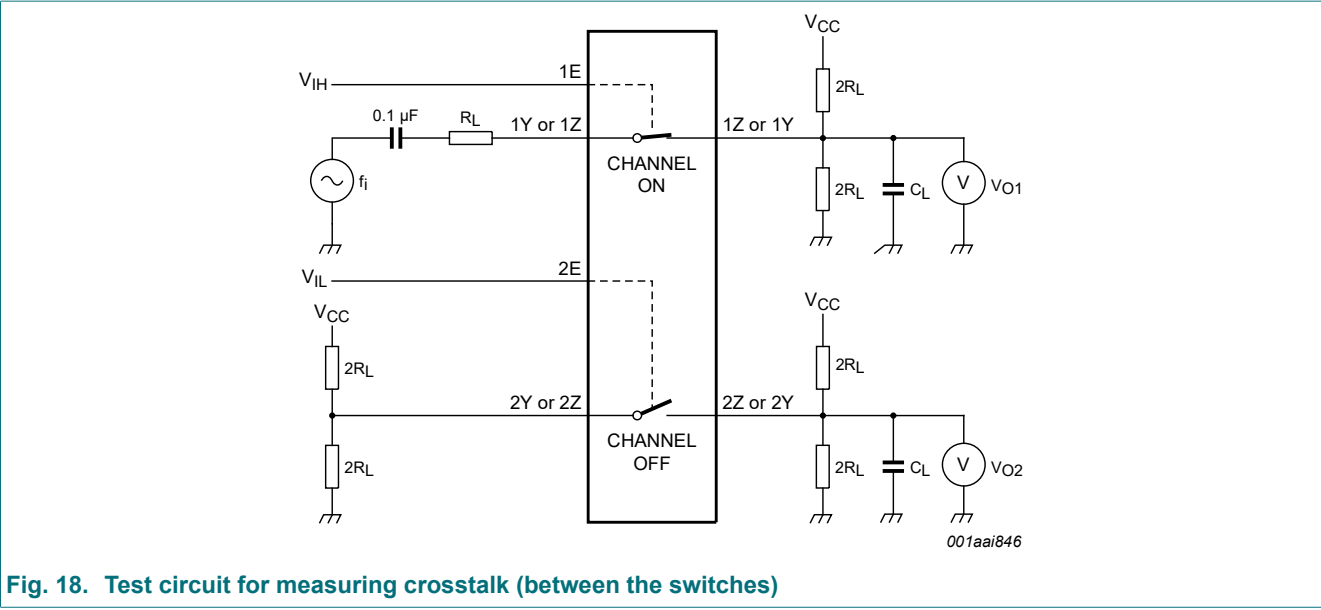 VCC
VIH
1E
2RL
0.1 µF
RL
1Y or 1Z
1Z or 1Y
fi
CHANNEL
ON
2RL
CL
V
VO1
VIL
2E
VCC
VCC
2RL
2RL
2Y or 2Z
2Z or 2Y
CHANNEL
OFF
2RL
2RL
CL
V
VO2
001aai846
Fig. 18. Test circuit for measuring crosstalk (between the switches)